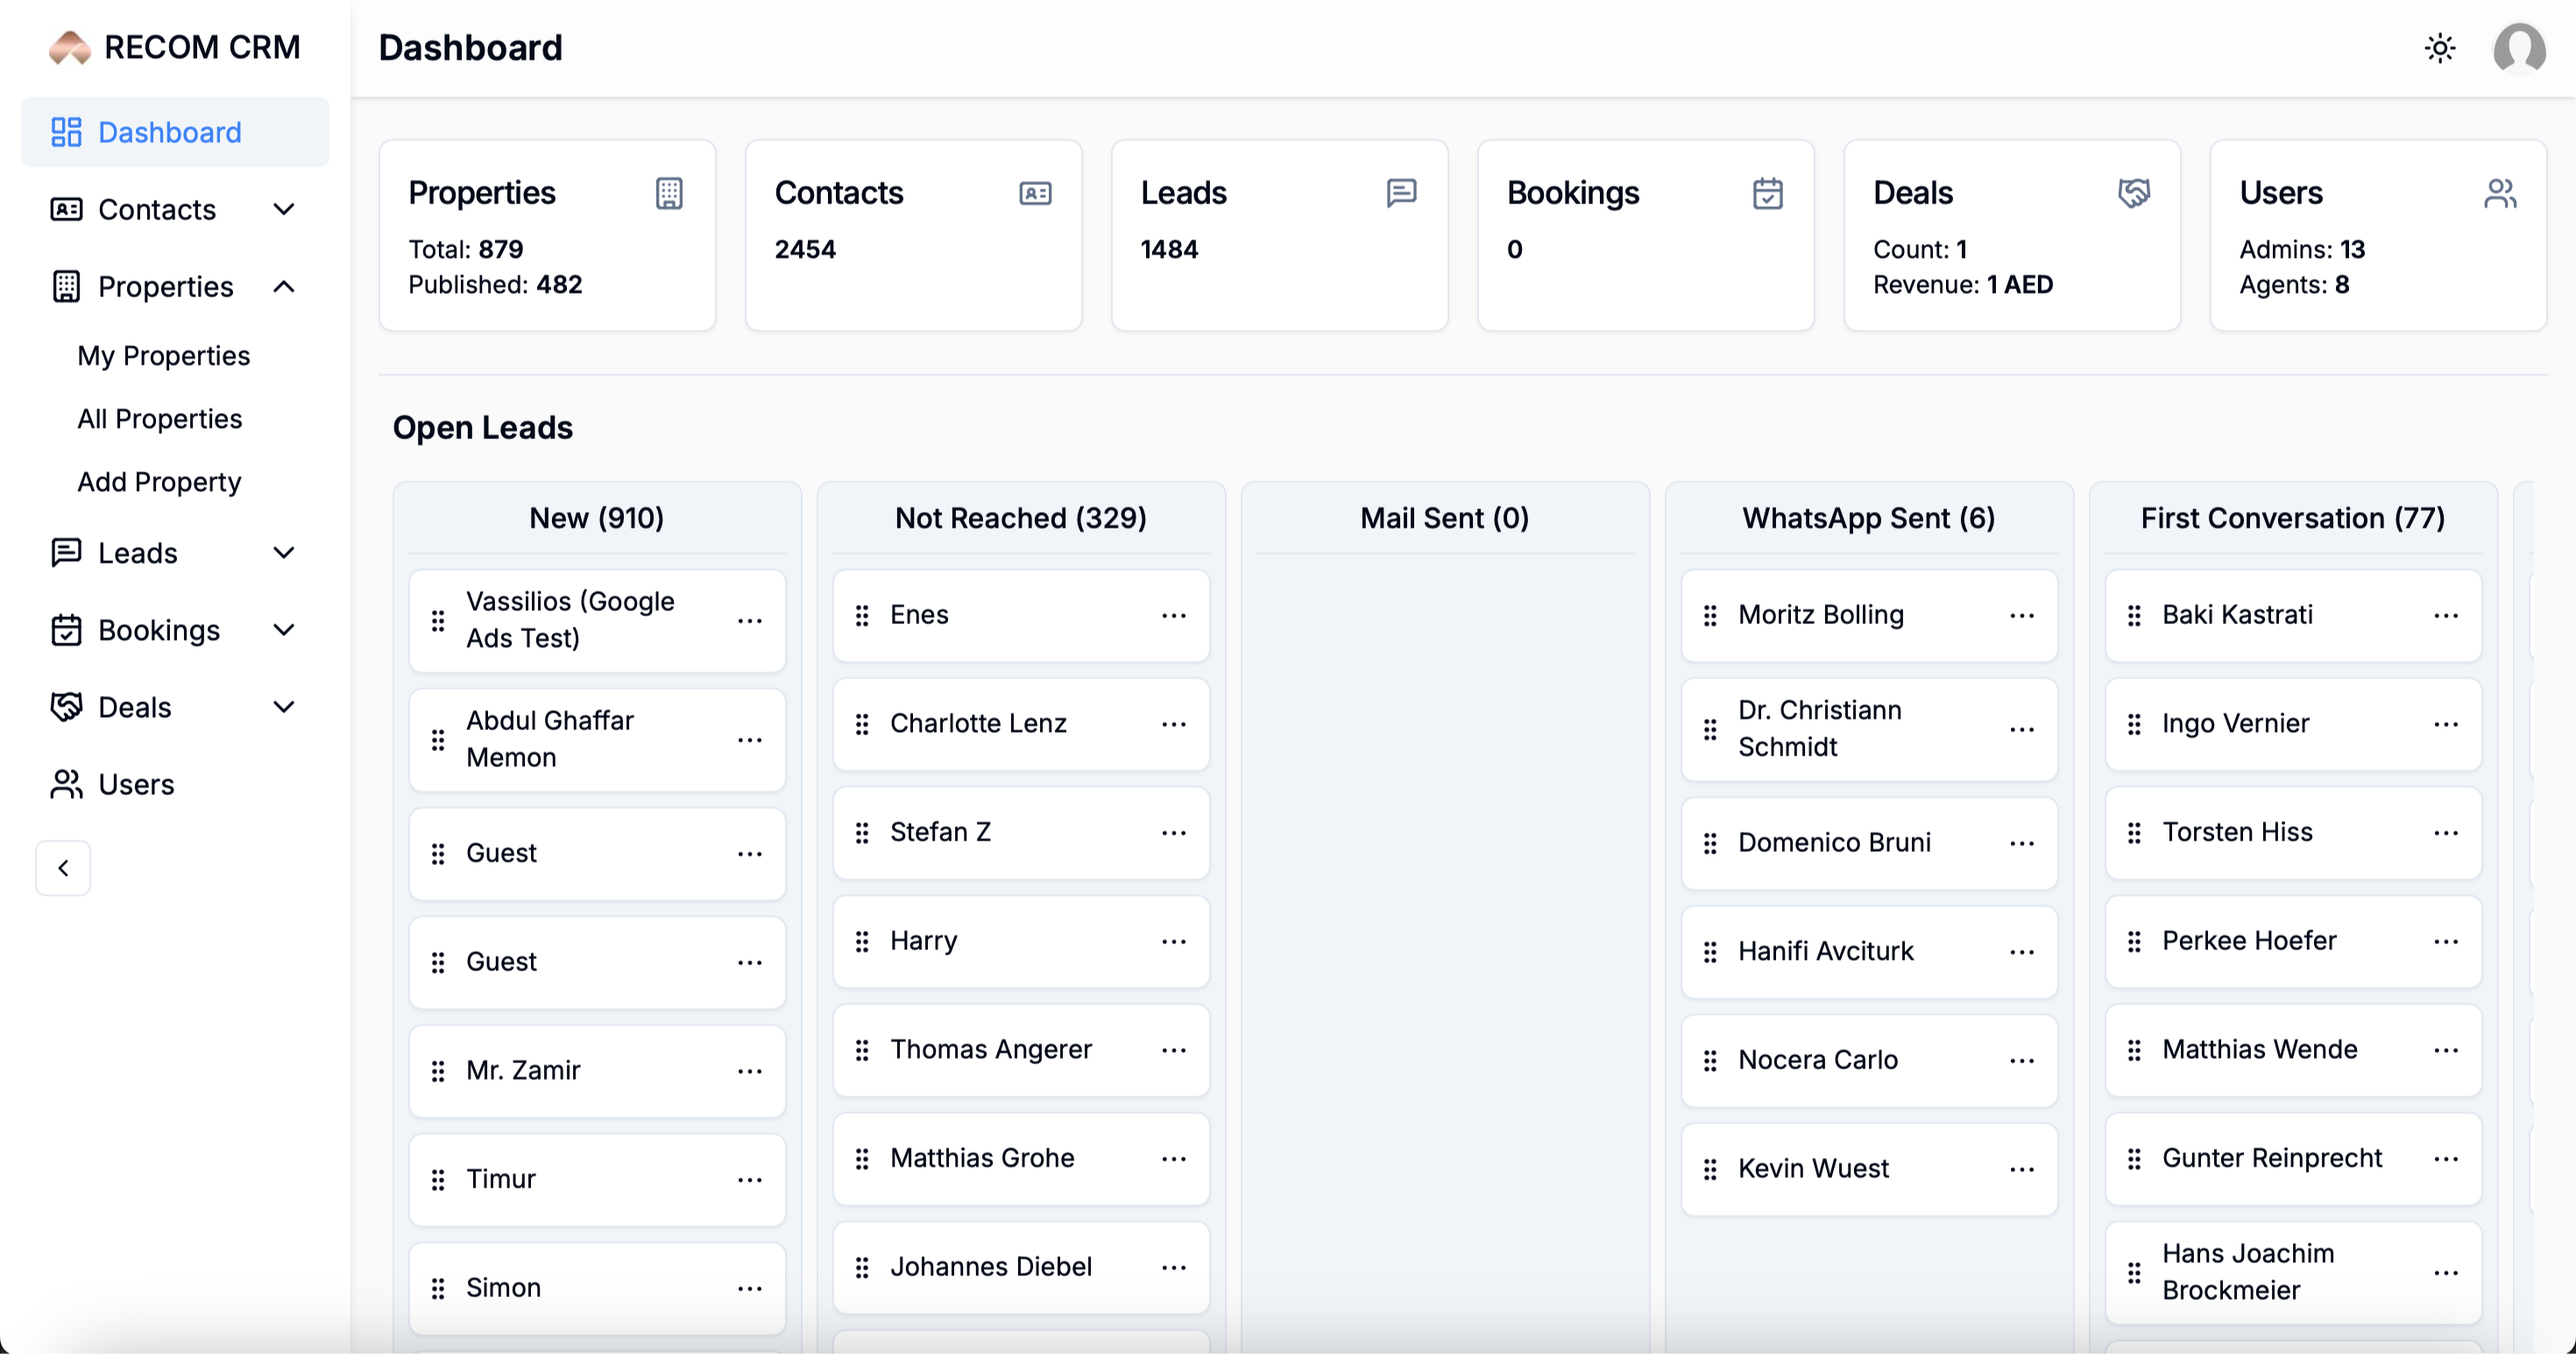 RECOM CRM
Dashboard
Contacts
Properties
My Properties
All Properties
Add Property
Leads
Bookings
Deals
Users
Dashboard
Properties
Total: 879
Published: 482
Contacts
2454
Leads
1484
Bookings
0
Deals
Count: 1
Revenue: 1 AED
Users
Admins: 13
Agents: 8
Open Leads
New (910)
Vassilios (Google
Ads Test)
Abdul Ghaffar
Memon
Guest
Guest
Mr. Zamir
Timur
Simon
Not Reached (329)
Enes
Charlotte Lenz
Stefan Z
Harry
Thomas Angerer
Matthias Grohe
Johannes Diebel
Mail Sent (0)
WhatsApp Sent (6)
Moritz Bolling
Dr. Christiann
Schmidt
Domenico Bruni
Hanifi Avciturk
Nocera Carlo
Kevin Wuest
First Conversation (77)
Baki Kastrati
Ingo Vernier
Torsten Hiss
Perkee Hoefer
Matthias Wende
Gunter Reinprecht
Hans Joachim
Brockmeier